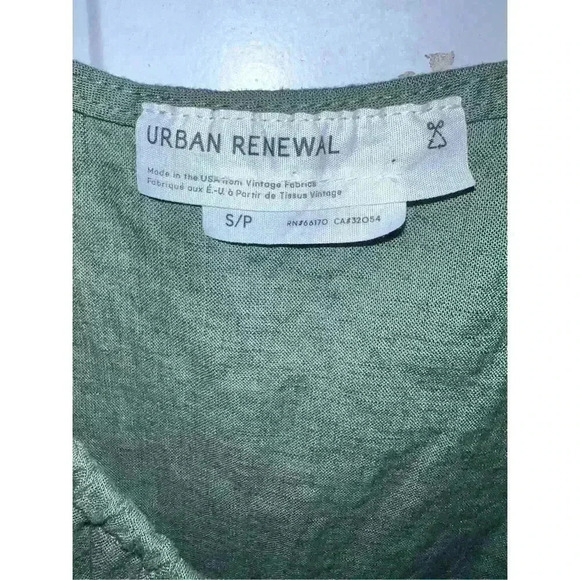 URBAN RENEWAL
Made in the USA from Vintage Fabrics
Fabriqué aux É.-U. à Partir de Tissus Vintage
S/P RN#66170 CA#32054